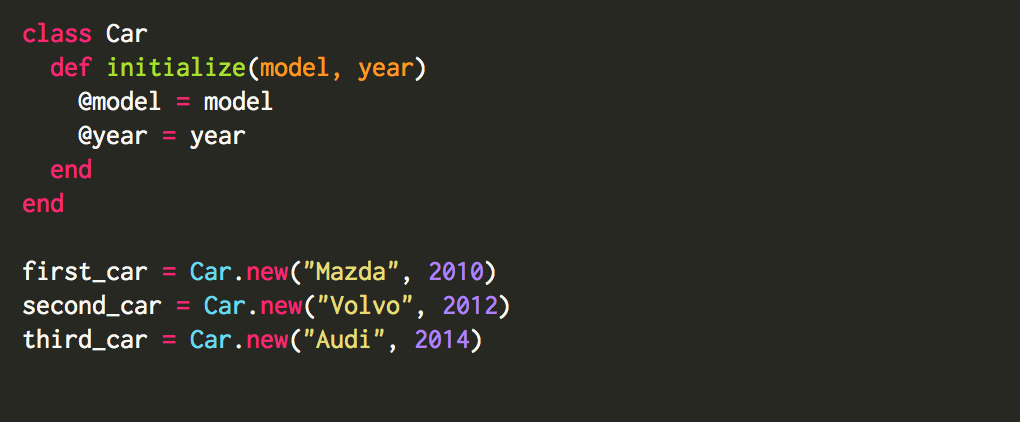 class Car
  def initialize(model, year)
    @model = model
    @year = year
  end
end

first_car = Car.new("Mazda", 2010)
second_car = Car.new("Volvo", 2012)
third_car = Car.new("Audi", 2014)